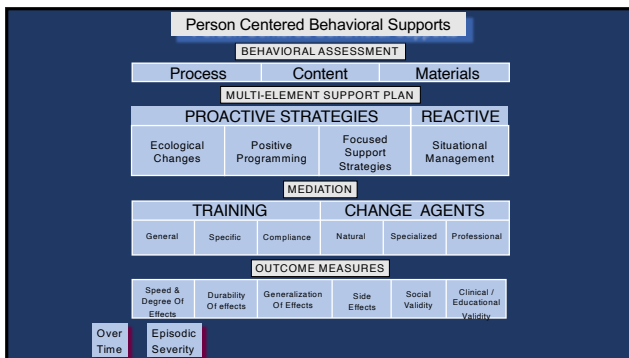 Person Centered Behavioral Supports
BEHAVIORAL ASSESSMENT
Process Content Materials
MULTI-ELEMENT SUPPORT PLAN
PROACTIVE STRATEGIES REACTIVE
Ecological Changes
Positive Programming
Focused Support Strategies
Situational Management
MEDIATION
TRAINING CHANGE AGENTS
General Specific Compliance Natural Specialized Professional
OUTCOME MEASURES
Speed & Degree Of Effects
Durability Of effects
Generalization Of Effects
Side Effects
Social Validity
Clinical / Educational Validity
Over Time
Episodic Severity